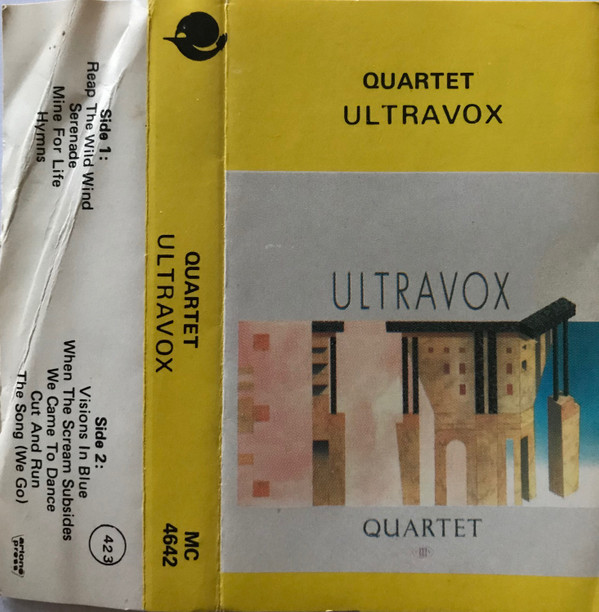 QUARTET
ULTRAVOX
ULTRAVOX
QUARTET
QUARTET
ULTRAVOX
MC
4642
Side 1:
Reap The Wild Wind
Serenade
Mine For Life
Hymns
Side 2:
Visions In Blue
When The Scream Subsides
We Came To Dance
Cut And Run
The Song (We Go)
423
press